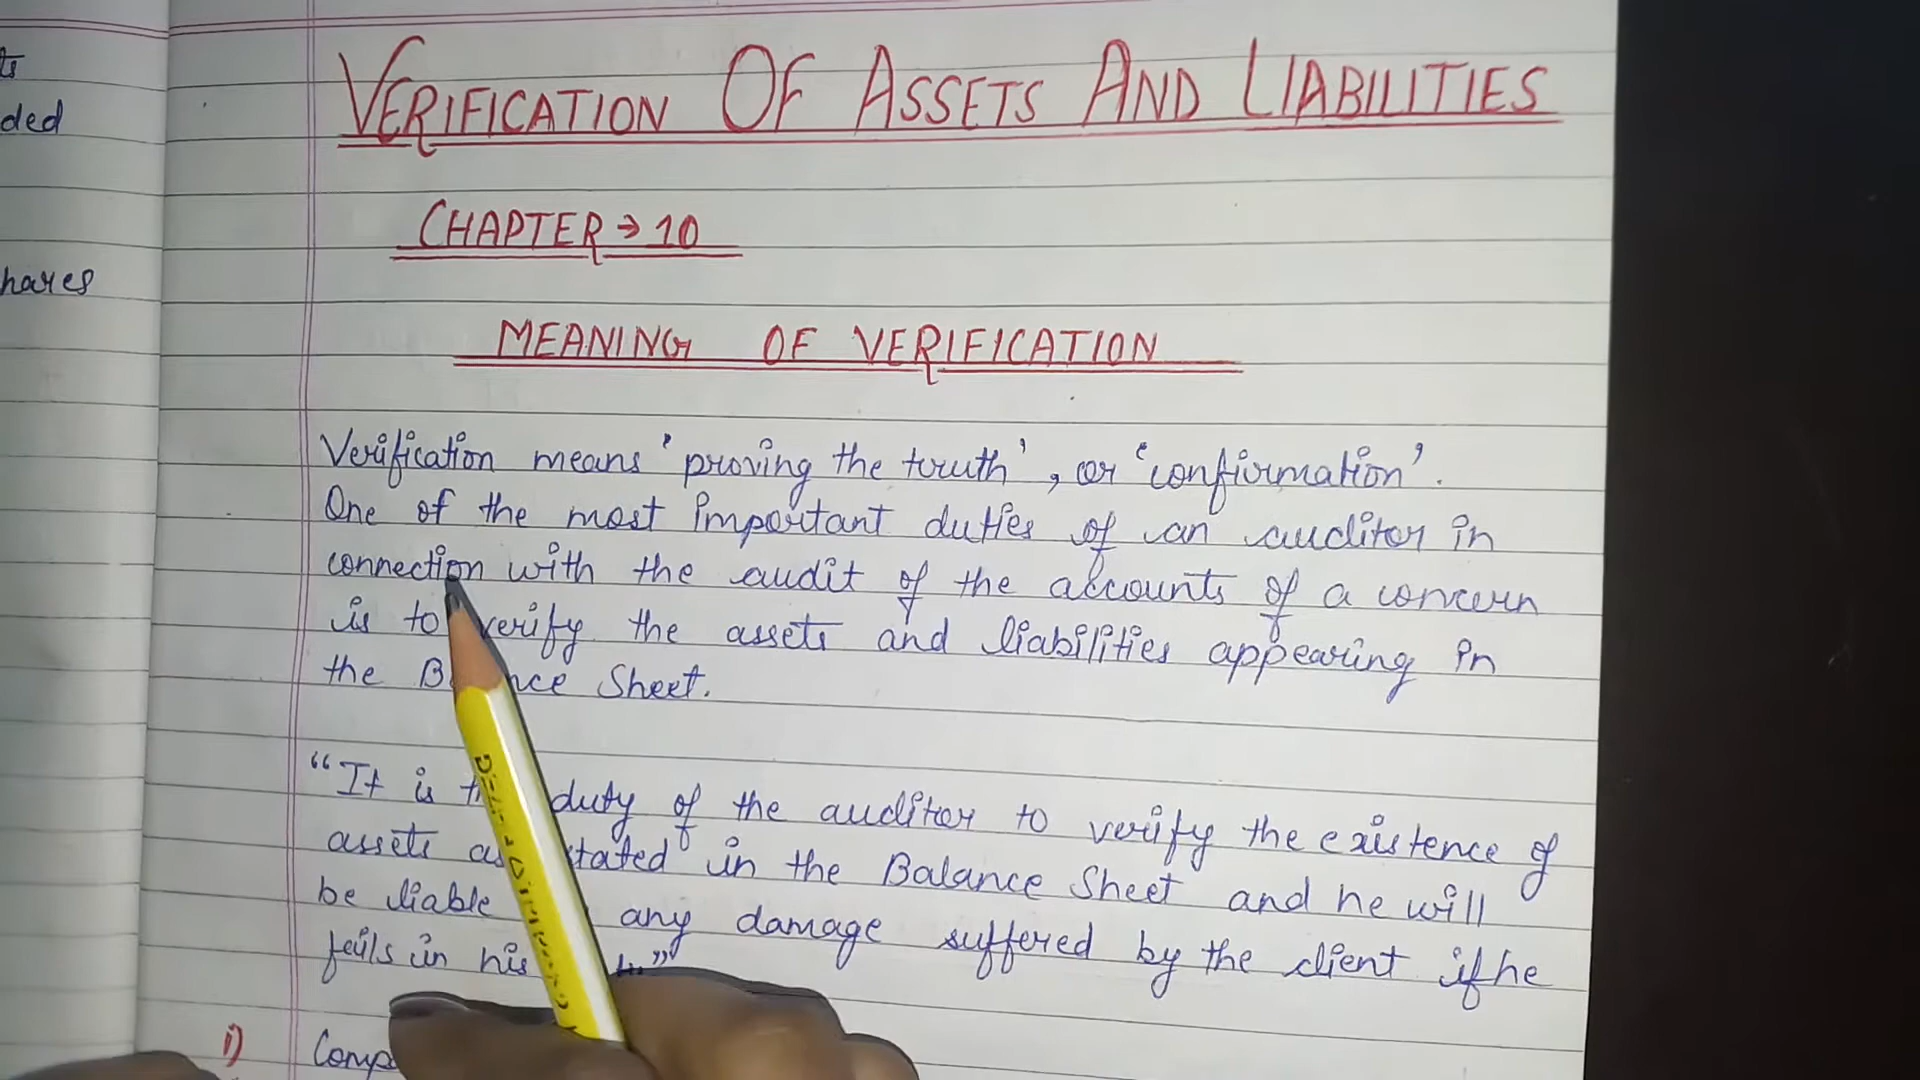 ts
ded
hares
VERIFICATION OF ASSETS AND LIABILITIES
CHAPTER → 10
MEANING OF VERIFICATION
Verification means 'proving the truth', or 'confirmation'.
One of the most important duties of an auditor in
connection with the audit of the accounts of a concern
is to verify the assets and liabilities appearing in
the B nce Sheet.
"It is t duty of the auditor to verify the existence of
assets as stated in the Balance Sheet and he will
be liable any damage suffered by the client if he
fails in his "
i) Comp